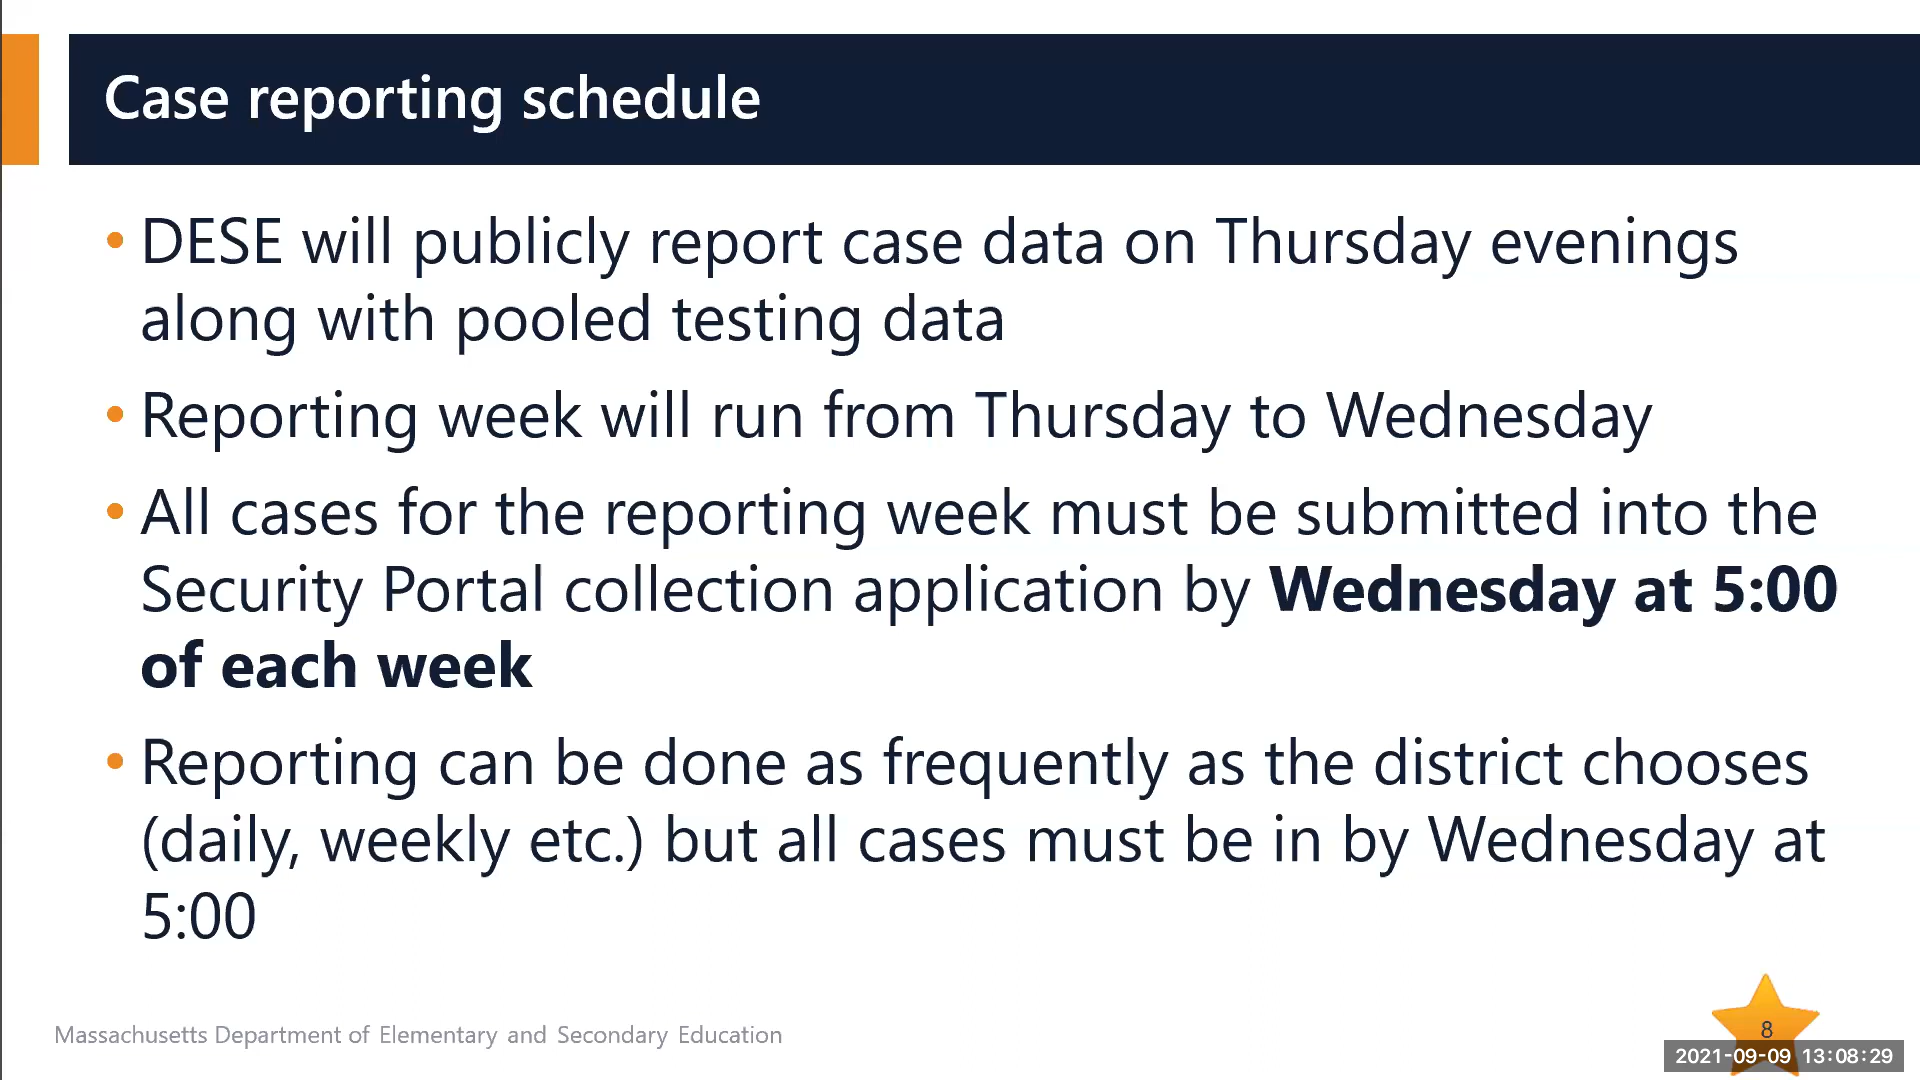 Case reporting schedule
• DESE will publicly report case data on Thursday evenings
along with pooled testing data
• Reporting week will run from Thursday to Wednesday
• All cases for the reporting week must be submitted into the
Security Portal collection application by Wednesday at 5:00
of each week
• Reporting can be done as frequently as the district chooses
(daily, weekly etc.) but all cases must be in by Wednesday at
5:00
Massachusetts Department of Elementary and Secondary Education
8
2021-09-09 13:08:29